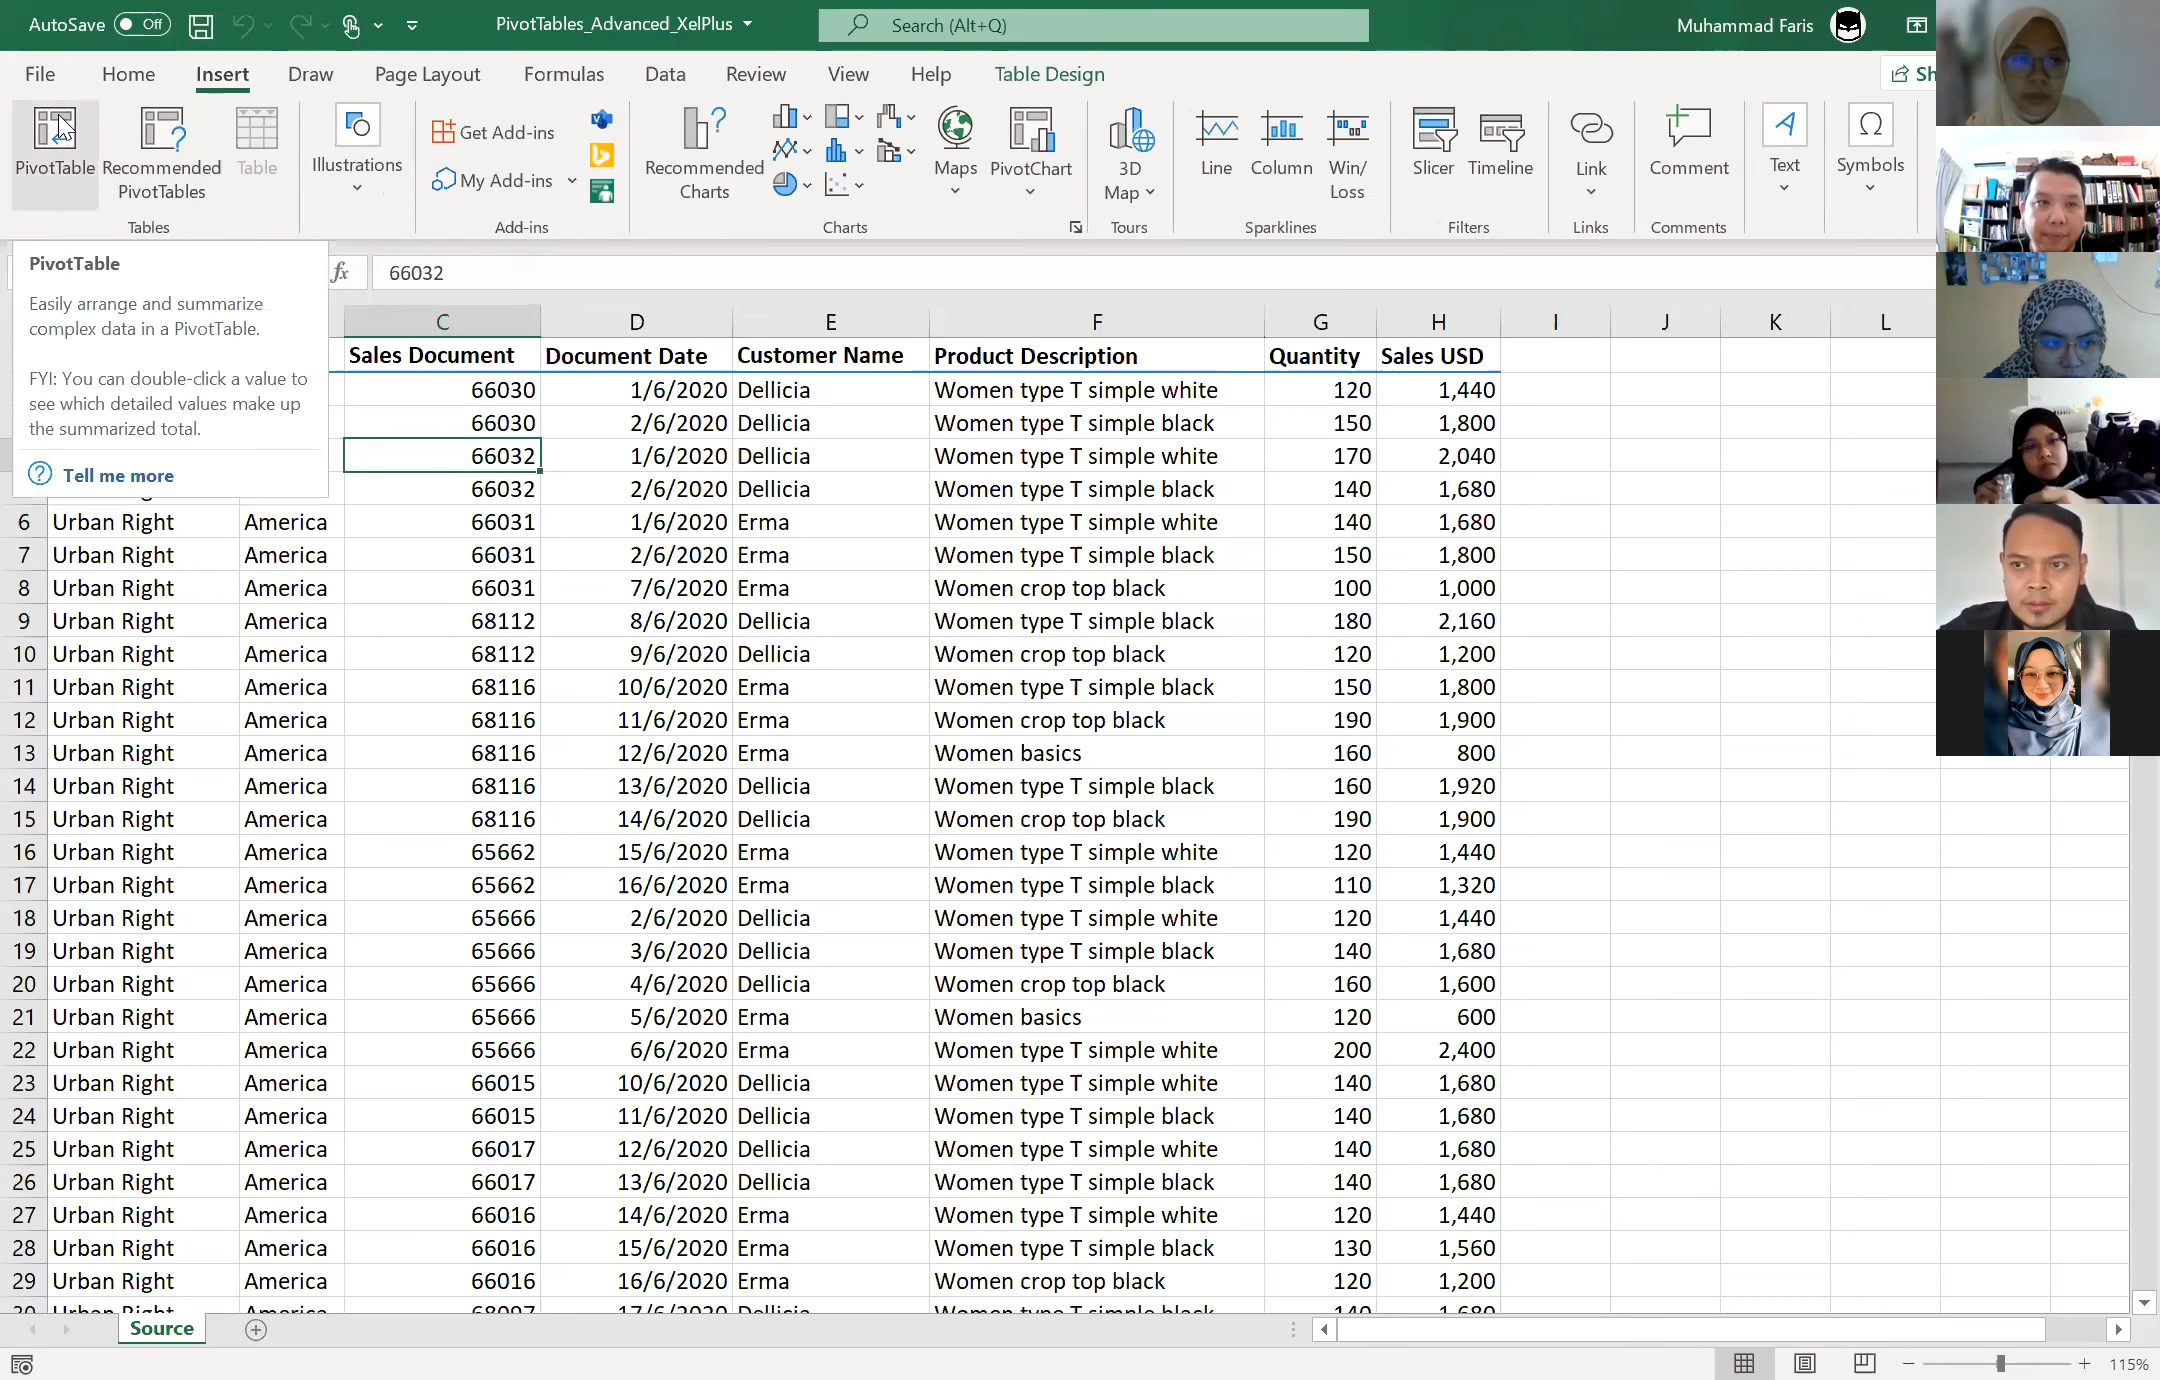 AutoSave Off PivotTables_Advanced_XelPlus Search (Alt+Q) Muhammad Faris
File Home Insert Draw Page Layout Formulas Data Review View Help Table Design
PivotTable Recommended PivotTables Table Illustrations Get Add-ins My Add-ins Recommended Charts Maps PivotChart 3D Map Line Column Win/ Loss Slicer Timeline Link Comment Text Symbols
Tables Add-ins Charts Tours Sparklines Filters Links Comments
PivotTable
Easily arrange and summarize
complex data in a PivotTable.
FYI: You can double-click a value to
see which detailed values make up
the summarized total.
Tell me more
fx 66032
C D E F G H I J K L
Sales Document Document Date Customer Name Product Description Quantity Sales USD
66030 1/6/2020 Dellicia Women type T simple white 120 1,440
66030 2/6/2020 Dellicia Women type T simple black 150 1,800
66032 1/6/2020 Dellicia Women type T simple white 170 2,040
66032 2/6/2020 Dellicia Women type T simple black 140 1,680
6 Urban Right America 66031 1/6/2020 Erma Women type T simple white 140 1,680
7 Urban Right America 66031 2/6/2020 Erma Women type T simple black 150 1,800
8 Urban Right America 66031 7/6/2020 Erma Women crop top black 100 1,000
9 Urban Right America 68112 8/6/2020 Dellicia Women type T simple black 180 2,160
10 Urban Right America 68112 9/6/2020 Dellicia Women crop top black 120 1,200
11 Urban Right America 68116 10/6/2020 Erma Women type T simple black 150 1,800
12 Urban Right America 68116 11/6/2020 Erma Women crop top black 190 1,900
13 Urban Right America 68116 12/6/2020 Erma Women basics 160 800
14 Urban Right America 68116 13/6/2020 Dellicia Women type T simple black 160 1,920
15 Urban Right America 68116 14/6/2020 Dellicia Women crop top black 190 1,900
16 Urban Right America 65662 15/6/2020 Erma Women type T simple white 120 1,440
17 Urban Right America 65662 16/6/2020 Erma Women type T simple black 110 1,320
18 Urban Right America 65666 2/6/2020 Dellicia Women type T simple white 120 1,440
19 Urban Right America 65666 3/6/2020 Dellicia Women type T simple black 140 1,680
20 Urban Right America 65666 4/6/2020 Dellicia Women crop top black 160 1,600
21 Urban Right America 65666 5/6/2020 Erma Women basics 120 600
22 Urban Right America 65666 6/6/2020 Erma Women type T simple white 200 2,400
23 Urban Right America 66015 10/6/2020 Dellicia Women type T simple white 140 1,680
24 Urban Right America 66015 11/6/2020 Dellicia Women type T simple black 140 1,680
25 Urban Right America 66017 12/6/2020 Dellicia Women type T simple white 140 1,680
26 Urban Right America 66017 13/6/2020 Dellicia Women type T simple black 140 1,680
27 Urban Right America 66016 14/6/2020 Erma Women type T simple white 120 1,440
28 Urban Right America 66016 15/6/2020 Erma Women type T simple black 130 1,560
29 Urban Right America 66016 16/6/2020 Erma Women crop top black 120 1,200
30 Urban Right America 68097 17/6/2020 Dellicia Women type T simple black 140 1,680
Source
115%